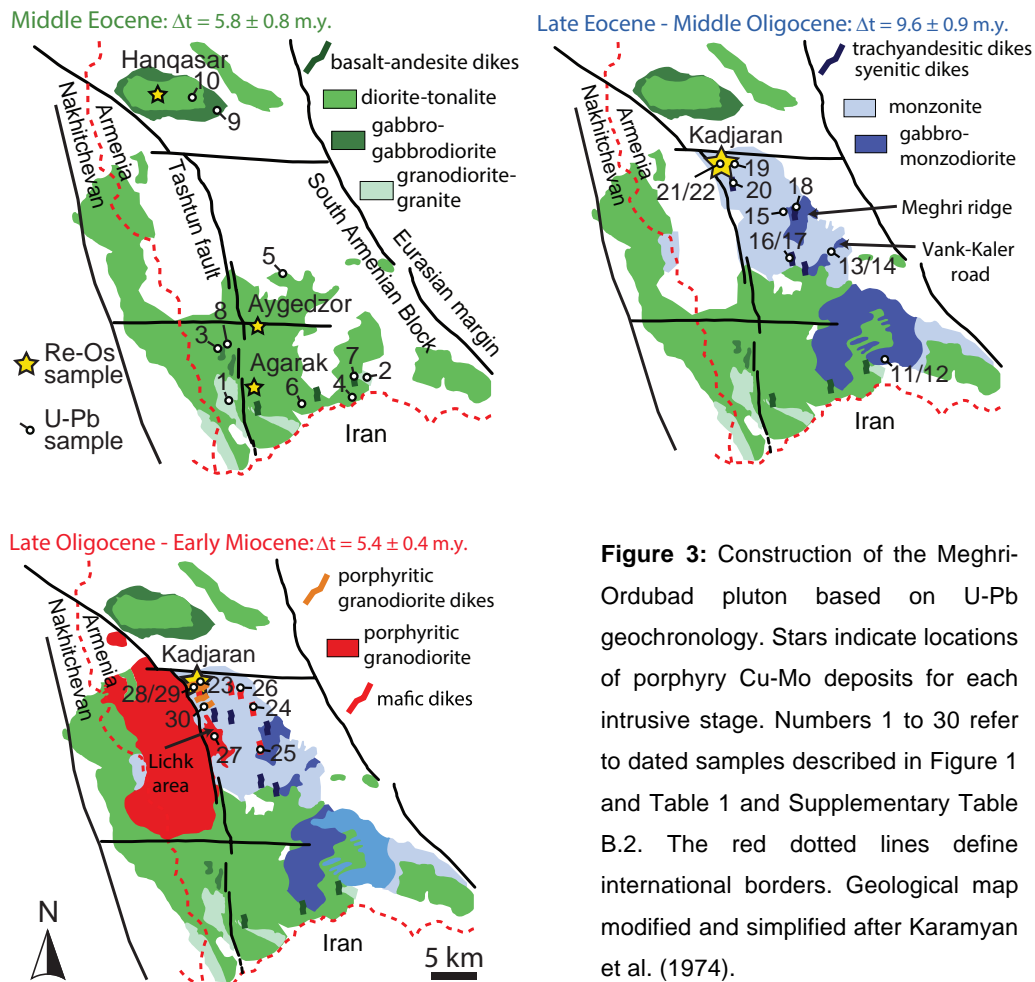 Middle Eocene: Δt = 5.8 ± 0.8 m.y.
Hanqasar
10
9
basalt-andesite dikes
diorite-tonalite
gabbro-
gabbrodiorite
granodiorite-
granite
Nakhitchevan
Armenia
Tashtun fault
South Armenian Block
Eurasian margin
5
8
3
Aygedzor
Agarak
1
6
7
2
4
Iran
Re-Os
sample
U-Pb
sample
Late Eocene - Middle Oligocene: Δt = 9.6 ± 0.9 m.y.
trachyandesitic dikes
syenitic dikes
monzonite
gabbro-
monzodiorite
Nakhitchevan
Armenia
Kadjaran
19
21/22
20
18
15
16/17
Meghri ridge
Vank-Kaler
road
13/14
11/12
Iran
Late Oligocene - Early Miocene: Δt = 5.4 ± 0.4 m.y.
porphyritic
granodiorite dikes
porphyritic
granodiorite
mafic dikes
Nakhitchevan
Armenia
Kadjaran
28/29
23
26
30
24
27
25
Lichk
area
Iran
N
5 km
Figure 3: Construction of the Meghri-
Ordubad pluton based on U-Pb
geochronology. Stars indicate locations
of porphyry Cu-Mo deposits for each
intrusive stage. Numbers 1 to 30 refer
to dated samples described in Figure 1
and Table 1 and Supplementary Table
B.2. The red dotted lines define
international borders. Geological map
modified and simplified after Karamyan
et al. (1974).